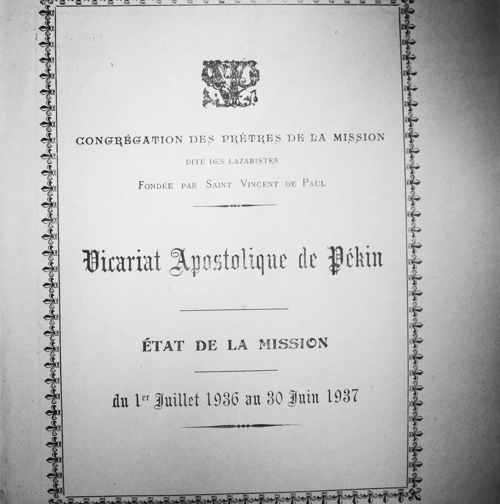 CONGRÉGATION DES PRÊTRES DE LA MISSION
DITE DES LAZARISTES
FONDÉE PAR SAINT VINCENT DE PAUL
Vicariat Apostolique de Pékin
ÉTAT DE LA MISSION
du 1er Juillet 1936 au 30 Juin 1937